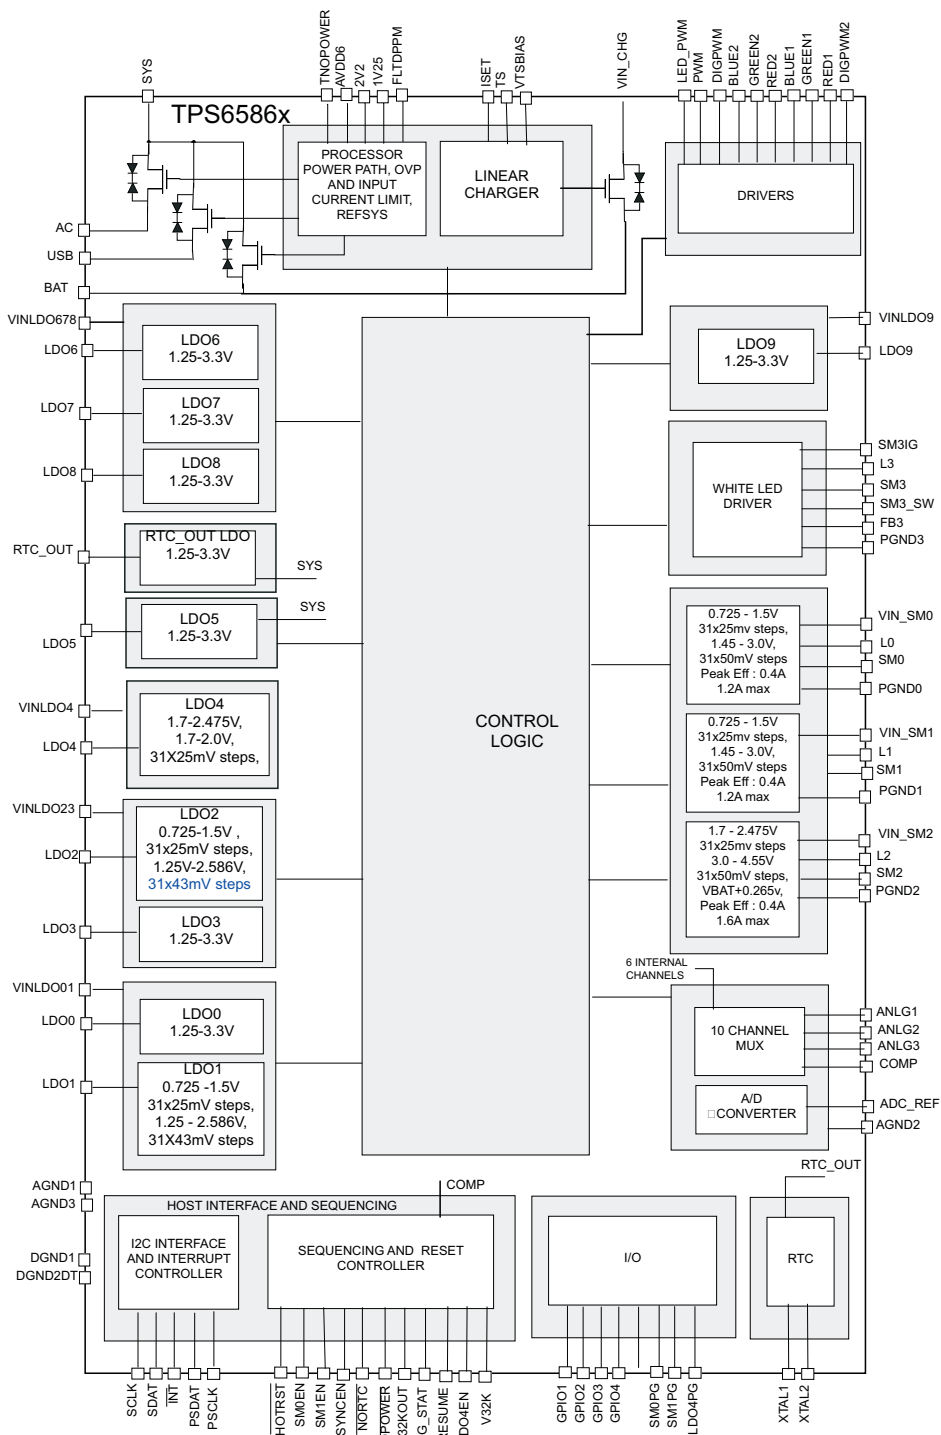 SYS
TNOPOWER
AVDD6
2V2
1V25
FLTDPPM
ISET
TS
VTSBIAS
VIN_CHG
LED_PWM
PWM
DIGPWM
BLUE2
GREEN2
RED2
BLUE1
GREEN1
RED1
DIGPWM2
TPS6586x
PROCESSOR
POWER PATH, OVP
AND INPUT
CURRENT LIMIT,
REFSYS
LINEAR
CHARGER
DRIVERS
AC
USB
BAT
VINLDO678
LDO6
LDO6
1.25-3.3V
LDO7
LDO7
1.25-3.3V
LDO8
LDO8
1.25-3.3V
RTC_OUT
RTC_OUT LDO
1.25-3.3V
SYS
SYS
LDO5
LDO5
1.25-3.3V
VINLDO4
LDO4
LDO4
1.7-2.475V,
1.7-2.0V,
31X25mV steps,
VINLDO23
LDO2
LDO2
0.725-1.5V ,
31x25mV steps,
1.25V-2.586V,
31x43mV steps
LDO3
LDO3
1.25-3.3V
VINLDO01
LDO0
LDO0
1.25-3.3V
LDO1
LDO1
0.725 -1.5V
31x25mV steps,
1.25 - 2.586V,
31X43mV steps
CONTROL
LOGIC
VINLDO9
LDO9
1.25-3.3V
LDO9
WHITE LED
DRIVER
SM3IG
L3
SM3
SM3_SW
FB3
PGND3
0.725 - 1.5V
31x25mv steps,
1.45 - 3.0V,
31x50mV steps
Peak Eff : 0.4A
1.2A max
VIN_SM0
L0
SM0
PGND0
0.725 - 1.5V
31x25mv steps,
1.45 - 3.0V,
31x50mV steps
Peak Eff : 0.4A
1.2A max
VIN_SM1
L1
SM1
PGND1
1.7 - 2.475V
31x25mv steps
3.0 - 4.55V
31x50mV steps,
VBAT+0.265v,
Peak Eff : 0.4A
1.6A max
VIN_SM2
L2
SM2
PGND2
6 INTERNAL
CHANNELS
10 CHANNEL
MUX
ANLG1
ANLG2
ANLG3
COMP
A/D
CONVERTER
ADC_REF
AGND2
AGND1
AGND3
DGND1
DGND2DT
HOST INTERFACE AND SEQUENCING
COMP
I2C INTERFACE
AND INTERRUPT
CONTROLLER
SEQUENCING AND RESET
CONTROLLER
I/O
RTC_OUT
RTC
SCLK
SDAT
INT
PSDAT
PSCLK
HOTRST
SM0EN
SM1EN
SYNCEN
NORTC
POWER
32KOUT
G_STAT
RESUME
DO4EN
V32K
GPIO1
GPIO2
GPIO3
GPIO4
SM0PG
SM1PG
LDO4PG
XTAL1
XTAL2